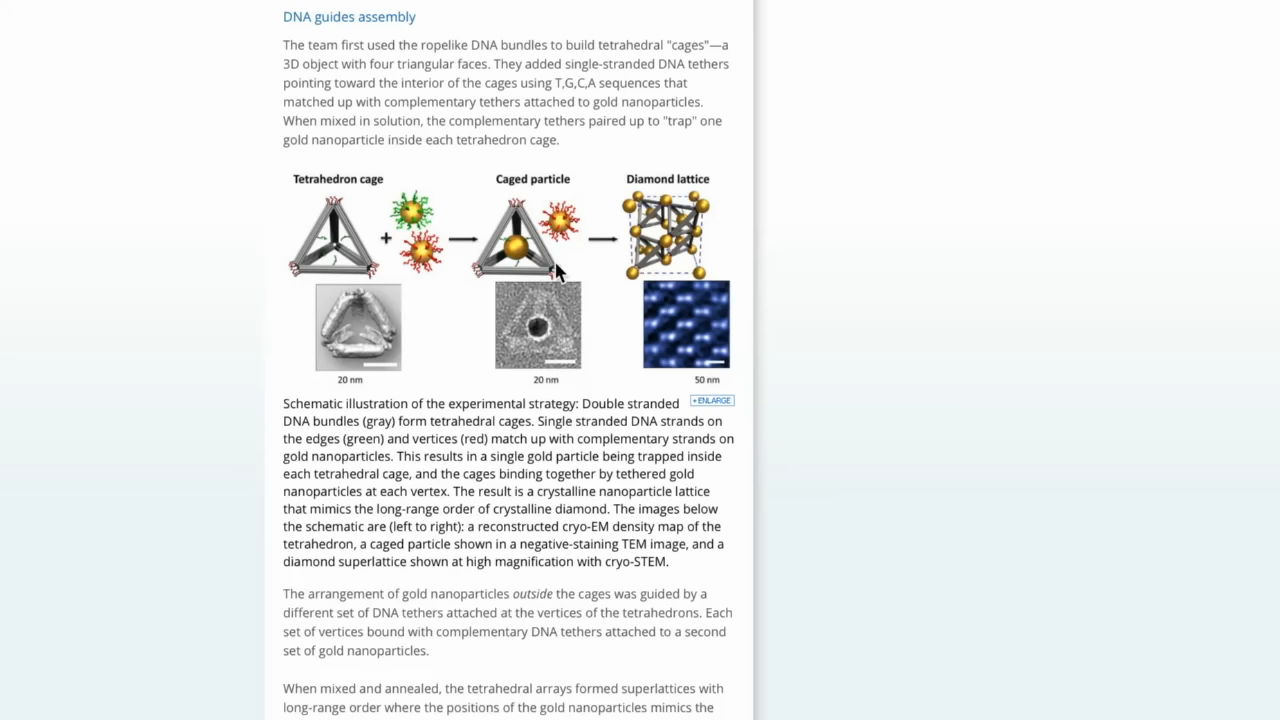 DNA guides assembly
The team first used the ropelike DNA bundles to build tetrahedral "cages"—a
3D object with four triangular faces. They added single-stranded DNA tethers
pointing toward the interior of the cages using T,G,C,A sequences that
matched up with complementary tethers attached to gold nanoparticles.
When mixed in solution, the complementary tethers paired up to "trap" one
gold nanoparticle inside each tetrahedron cage.
Tetrahedron cage
Caged particle
Diamond lattice
+
20 nm
20 nm
50 nm
+ENLARGE
Schematic illustration of the experimental strategy: Double stranded
DNA bundles (gray) form tetrahedral cages. Single stranded DNA strands on
the edges (green) and vertices (red) match up with complementary strands on
gold nanoparticles. This results in a single gold particle being trapped inside
each tetrahedral cage, and the cages binding together by tethered gold
nanoparticles at each vertex. The result is a crystalline nanoparticle lattice
that mimics the long-range order of crystalline diamond. The images below
the schematic are (left to right): a reconstructed cryo-EM density map of the
tetrahedron, a caged particle shown in a negative-staining TEM image, and a
diamond superlattice shown at high magnification with cryo-STEM.
The arrangement of gold nanoparticles outside the cages was guided by a
different set of DNA tethers attached at the vertices of the tetrahedrons. Each
set of vertices bound with complementary DNA tethers attached to a second
set of gold nanoparticles.
When mixed and annealed, the tetrahedral arrays formed superlattices with
long-range order where the positions of the gold nanoparticles mimics the